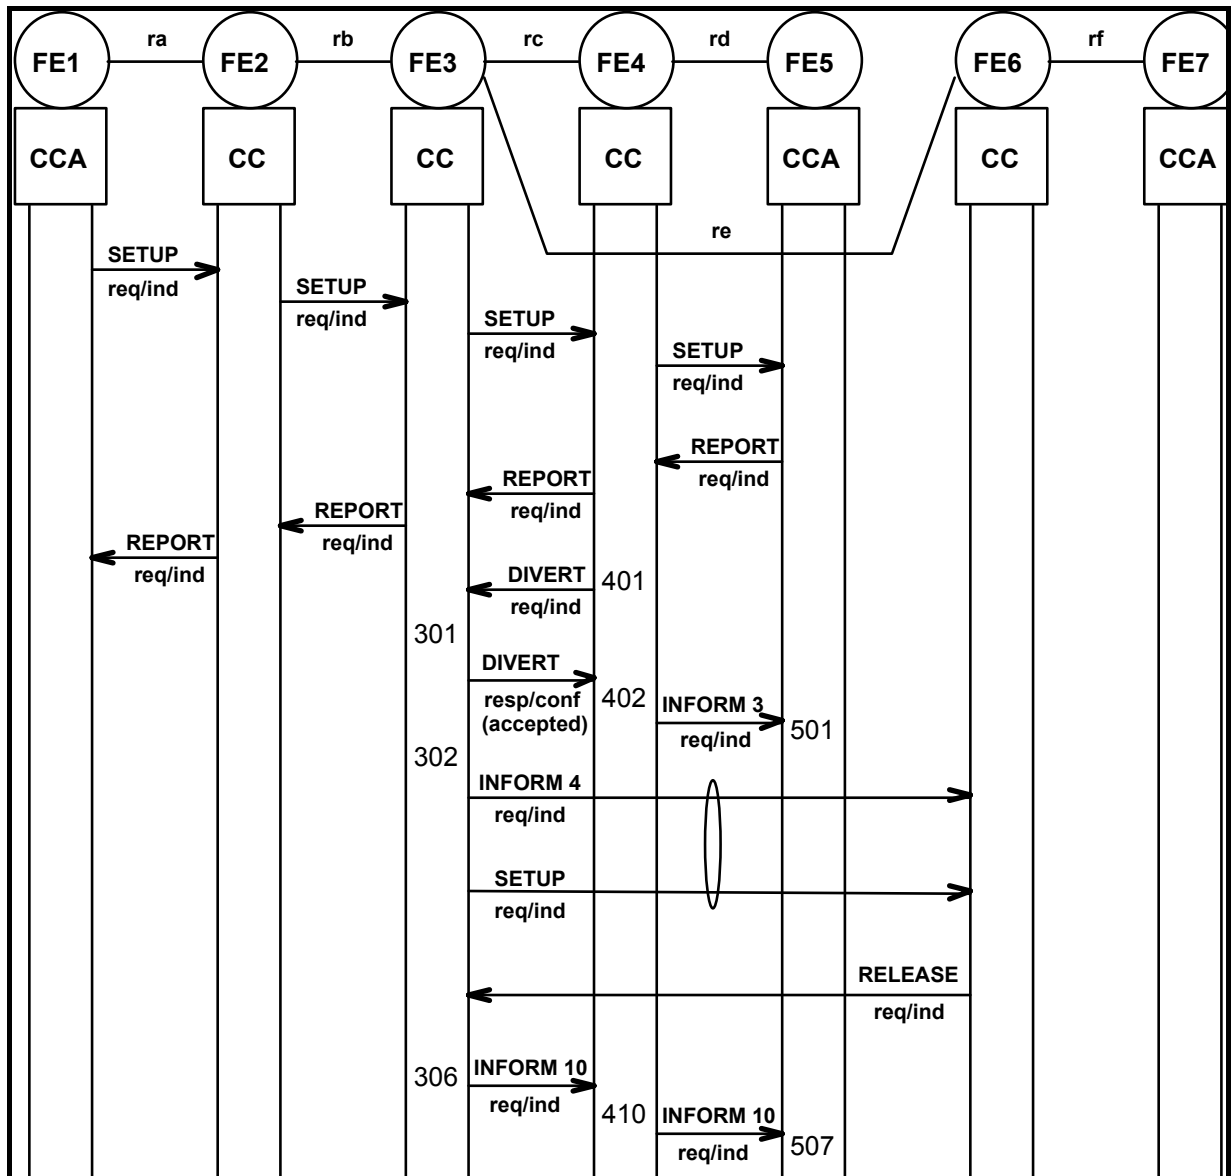 ra rb rc rd rf
FE1 FE2 FE3 FE4 FE5 FE6 FE7
CCA CC CC CC CCA CC CCA
re
SETUP
req/ind
SETUP
req/ind
SETUP
req/ind
SETUP
req/ind
REPORT
req/ind
REPORT
req/ind
REPORT
req/ind
REPORT
req/ind
DIVERT
req/ind
401
301
DIVERT
resp/conf
(accepted)
402
INFORM 3
req/ind
501
302
INFORM 4
req/ind
SETUP
req/ind
RELEASE
req/ind
306
INFORM 10
req/ind
410
INFORM 10
req/ind
507